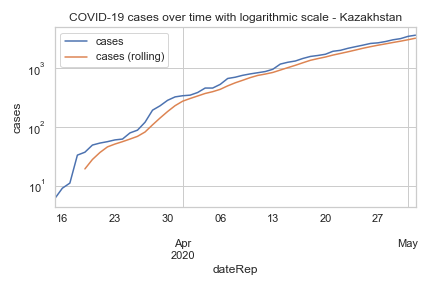 COVID-19 cases over time with logarithmic scale - Kazakhstan
cases
cases (rolling)
10³
10²
10¹
cases
16 23 30 06 13 20 27
Apr May
2020
dateRep